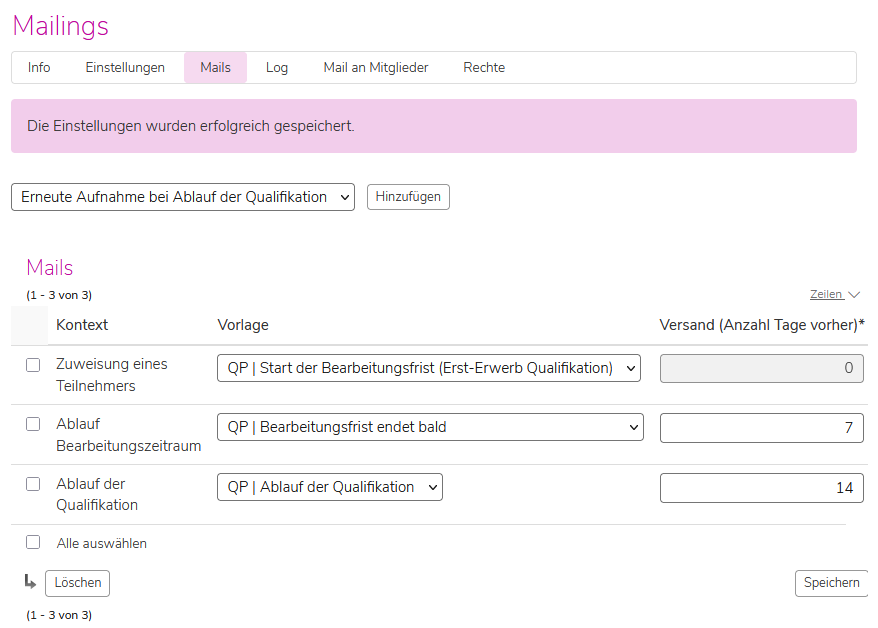 Mailings
Info Einstellungen Mails Log Mail an Mitglieder Rechte
Die Einstellungen wurden erfolgreich gespeichert.
Erneute Aufnahme bei Ablauf der Qualifikation Hinzufügen
Mails
(1 - 3 von 3) Zeilen
Kontext Vorlage Versand (Anzahl Tage vorher)*
Zuweisung eines
Teilnehmers
QP | Start der Bearbeitungsfrist (Erst-Erwerb Qualifikation) 0
Ablauf
Bearbeitungszeitraum
QP | Bearbeitungsfrist endet bald 7
Ablauf der
Qualifikation
QP | Ablauf der Qualifikation 14
Alle auswählen
Löschen Speichern
(1 - 3 von 3)